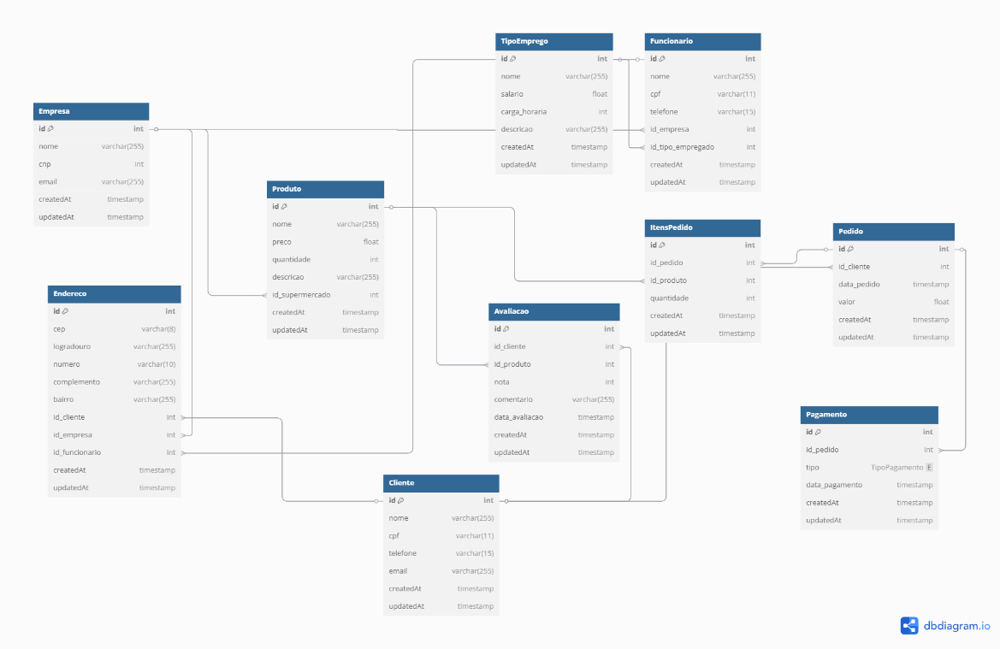 TipoEmprego
id int
nome varchar(255)
salario float
carga_horaria int
descricao varchar(255)
createdAt timestamp
updatedAt timestamp
Funcionario
id int
nome varchar(255)
cpf varchar(11)
telefone varchar(15)
id_empresa int
id_tipo_empregado int
createdAt timestamp
updatedAt timestamp
Empresa
id int
nome varchar(255)
cnp int
email varchar(255)
createdAt timestamp
updatedAt timestamp
Produto
id int
nome varchar(255)
preco float
quantidade int
descricao varchar(255)
id_supermercado int
createdAt timestamp
updatedAt timestamp
ItensPedido
id int
id_pedido int
id_produto int
quantidade int
createdAt timestamp
updatedAt timestamp
Pedido
id int
id_cliente int
data_pedido timestamp
valor float
createdAt timestamp
updatedAt timestamp
Endereco
id int
cep varchar(8)
logradouro varchar(255)
numero varchar(10)
complemento varchar(255)
bairro varchar(255)
id_cliente int
id_empresa int
id_funcionario int
createdAt timestamp
updatedAt timestamp
Avaliacao
id int
id_cliente int
id_produto int
nota int
comentario varchar(255)
data_avaliacao timestamp
createdAt timestamp
updatedAt timestamp
Pagamento
id int
id_pedido int
tipo TipoPagamento E
data_pagamento timestamp
createdAt timestamp
updatedAt timestamp
Cliente
id int
nome varchar(255)
cpf varchar(11)
telefone varchar(15)
email varchar(255)
createdAt timestamp
updatedAt timestamp
dbdiagram.io